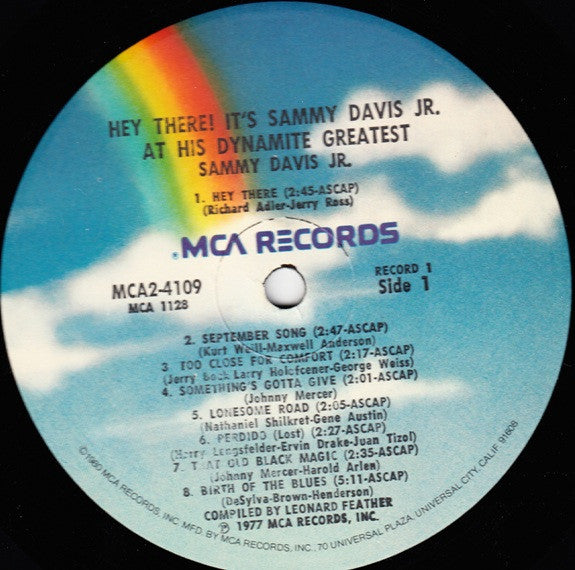 HEY THERE! IT'S SAMMY DAVIS JR.
AT HIS DYNAMITE GREATEST
SAMMY DAVIS JR.
1. HEY THERE (2:45-ASCAP)
(Richard Adler-Jerry Ross)
®MCA RECORDS
MCA2-4109
MCA 1128
RECORD 1
Side 1
2. SEPTEMBER SONG (2:47-ASCAP)
(Kurt Weill-Maxwell Anderson)
3. TOO CLOSE FOR COMFORT (2:17-ASCAP)
(Jerry Bock-Larry Holofcener-George Weiss)
4. SOMETHING'S GOTTA GIVE (2:01-ASCAP)
(Johnny Mercer)
5. LONESOME ROAD (2:05-ASCAP)
(Nathaniel Shilkret-Gene Austin)
6. PERDIDO (Lost) (2:27-ASCAP)
(Harry Lengsfelder-Ervin Drake-Juan Tizol)
7. THAT OLD BLACK MAGIC (2:35-ASCAP)
(Johnny Mercer-Harold Arlen)
8. BIRTH OF THE BLUES (5:11-ASCAP)
(DeSylva-Brown-Henderson)
COMPILED BY LEONARD FEATHER
℗ 1977 MCA RECORDS, INC.
©1980 MCA RECORDS, INC. MFD. BY MCA RECORDS, INC., 70 UNIVERSAL PLAZA, UNIVERSAL CITY, CALIF. 91608